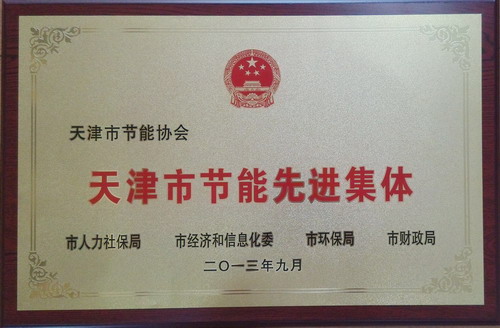 天津市节能协会
天津市节能先进集体
市人力社保局 市经济和信息化委 市环保局 市财政局
二〇一三年九月